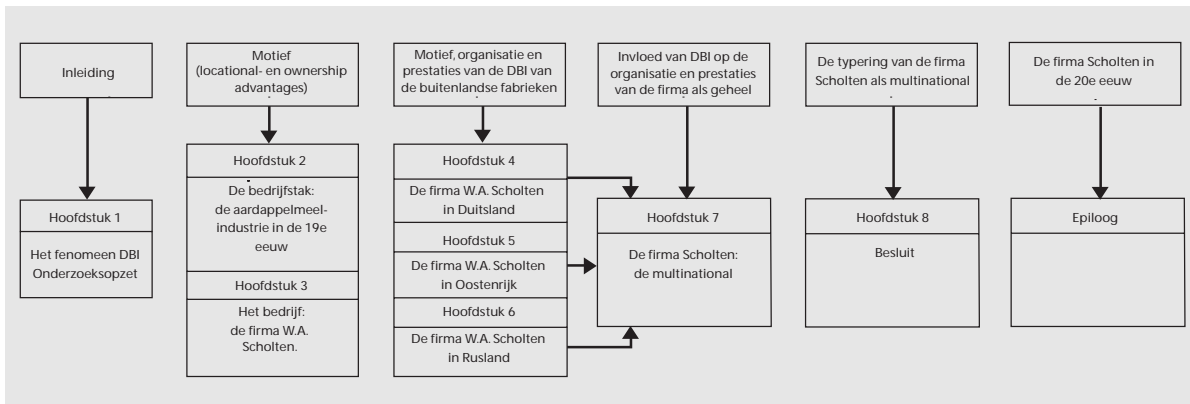 Inleiding
Motief
(locational- en ownership
advantages)
Motief, organisatie en
prestaties van de DBI van
de buitenlandse fabrieken
Invloed van DBI op de
organisatie en prestaties
van de firma als geheel
De typering van de firma
Scholten als multinational
De firma Scholten in
de 20e eeuw
Hoofdstuk 1
Het fenomeen DBI
Onderzoeksopzet
Hoofdstuk 2
De bedrijfstak:
de aardappelmeel-
industrie in de 19e
eeuw
Hoofdstuk 3
Het bedrijf:
de firma W.A.
Scholten.
Hoofdstuk 4
De firma W.A. Scholten
in Duitsland
Hoofdstuk 5
De firma W.A. Scholten
in Oostenrijk
Hoofdstuk 6
De firma W.A. Scholten
in Rusland
Hoofdstuk 7
De firma Scholten:
de multinational
Hoofdstuk 8
Besluit
Epiloog